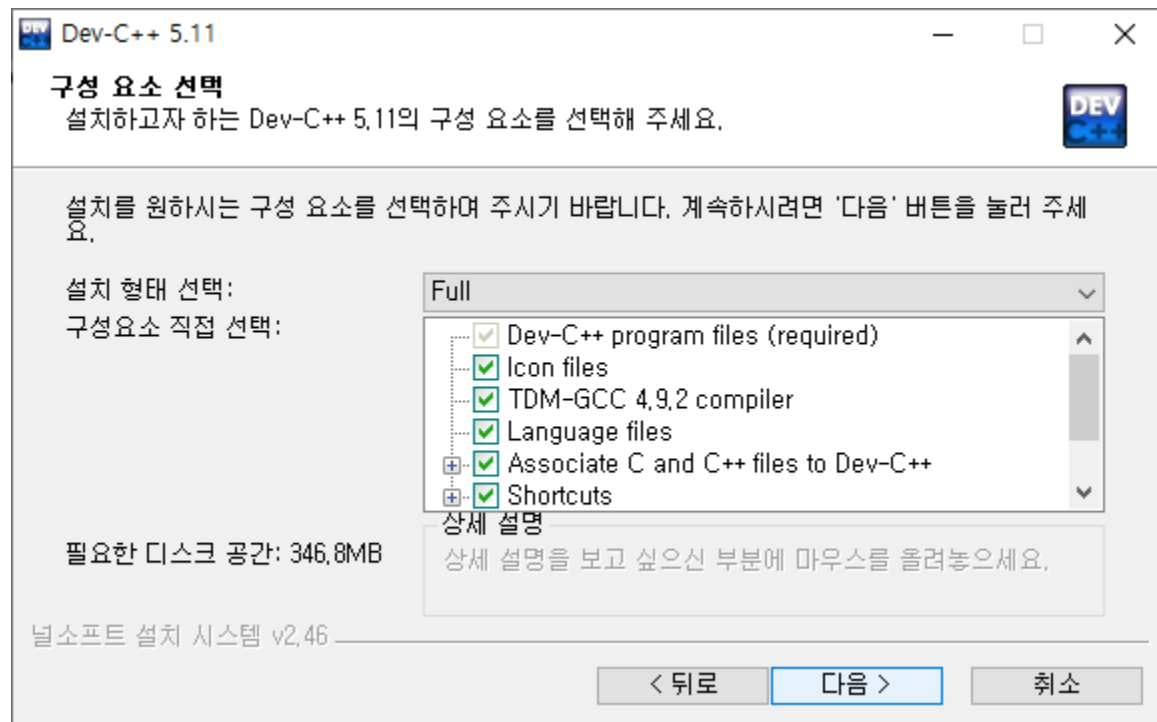 Dev-C++ 5.11
구성 요소 선택
설치하고자 하는 Dev-C++ 5.11의 구성 요소를 선택해 주세요.
DEV
C++
설치를 원하시는 구성 요소를 선택하여 주시기 바랍니다. 계속하시려면 '다음' 버튼을 눌러 주세
요.
설치 형태 선택:
Full
구성요소 직접 선택:
Dev-C++ program files (required)
Icon files
TDM-GCC 4.9.2 compiler
Language files
Associate C and C++ files to Dev-C++
Shortcuts
필요한 디스크 공간: 346.8MB
상세 설명
상세 설명을 보고 싶으신 부분에 마우스를 올려놓으세요.
널소프트 설치 시스템 v2.46
< 뒤로
다음 >
취소